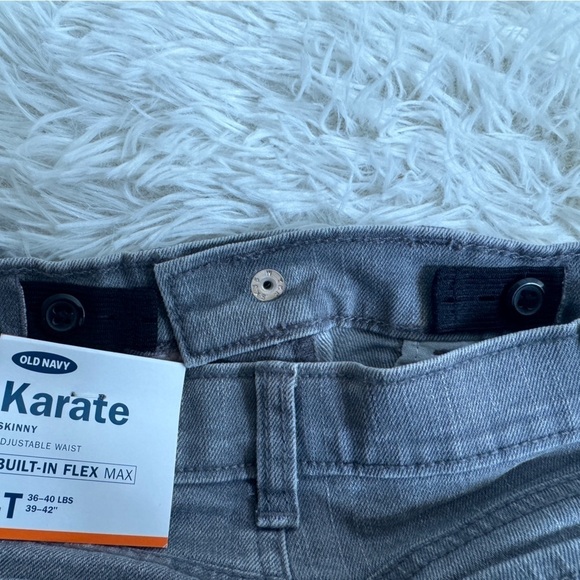 OLD NAVY
Karate
SKINNY
ADJUSTABLE WAIST
BUILT-IN FLEX MAX
T 36–40 LBS
39–42"